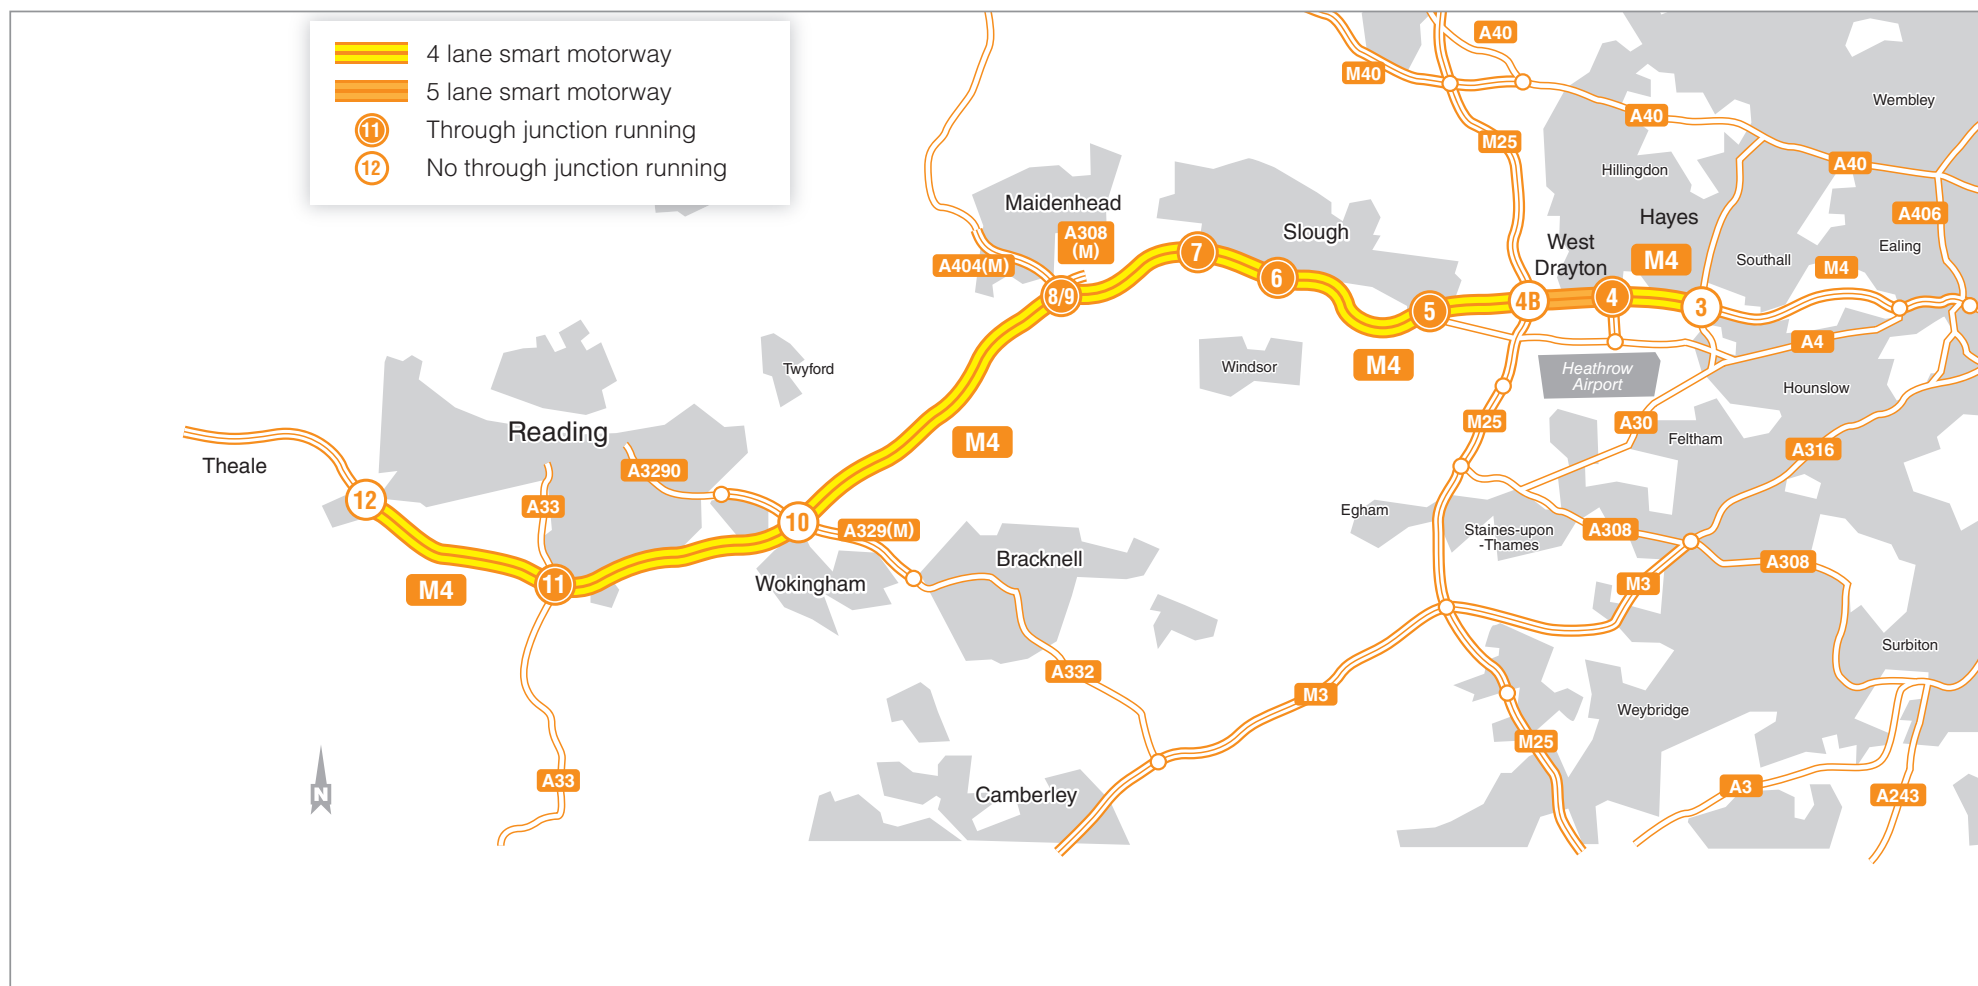 4 lane smart motorway
5 lane smart motorway
11 Through junction running
12 No through junction running
A40
M40
Wembley
A40
M25
A40
Hillingdon
Maidenhead
Hayes
A406
A308
(M)
Slough
West
Drayton
M4
Ealing
Southall
M4
A404(M)
7
6
8/9
5
4B
4
3
A4
Windsor
M4
Heathrow
Airport
Twyford
Hounslow
Reading
M25
A30
Feltham
A316
M4
Theale
A3290
12
A33
10
A329(M)
Egham
Staines-upon
-Thames
A308
A308
Bracknell
M4
11
Wokingham
M3
Surbiton
A332
M3
Weybridge
M25
A33
N
Camberley
A3
A243